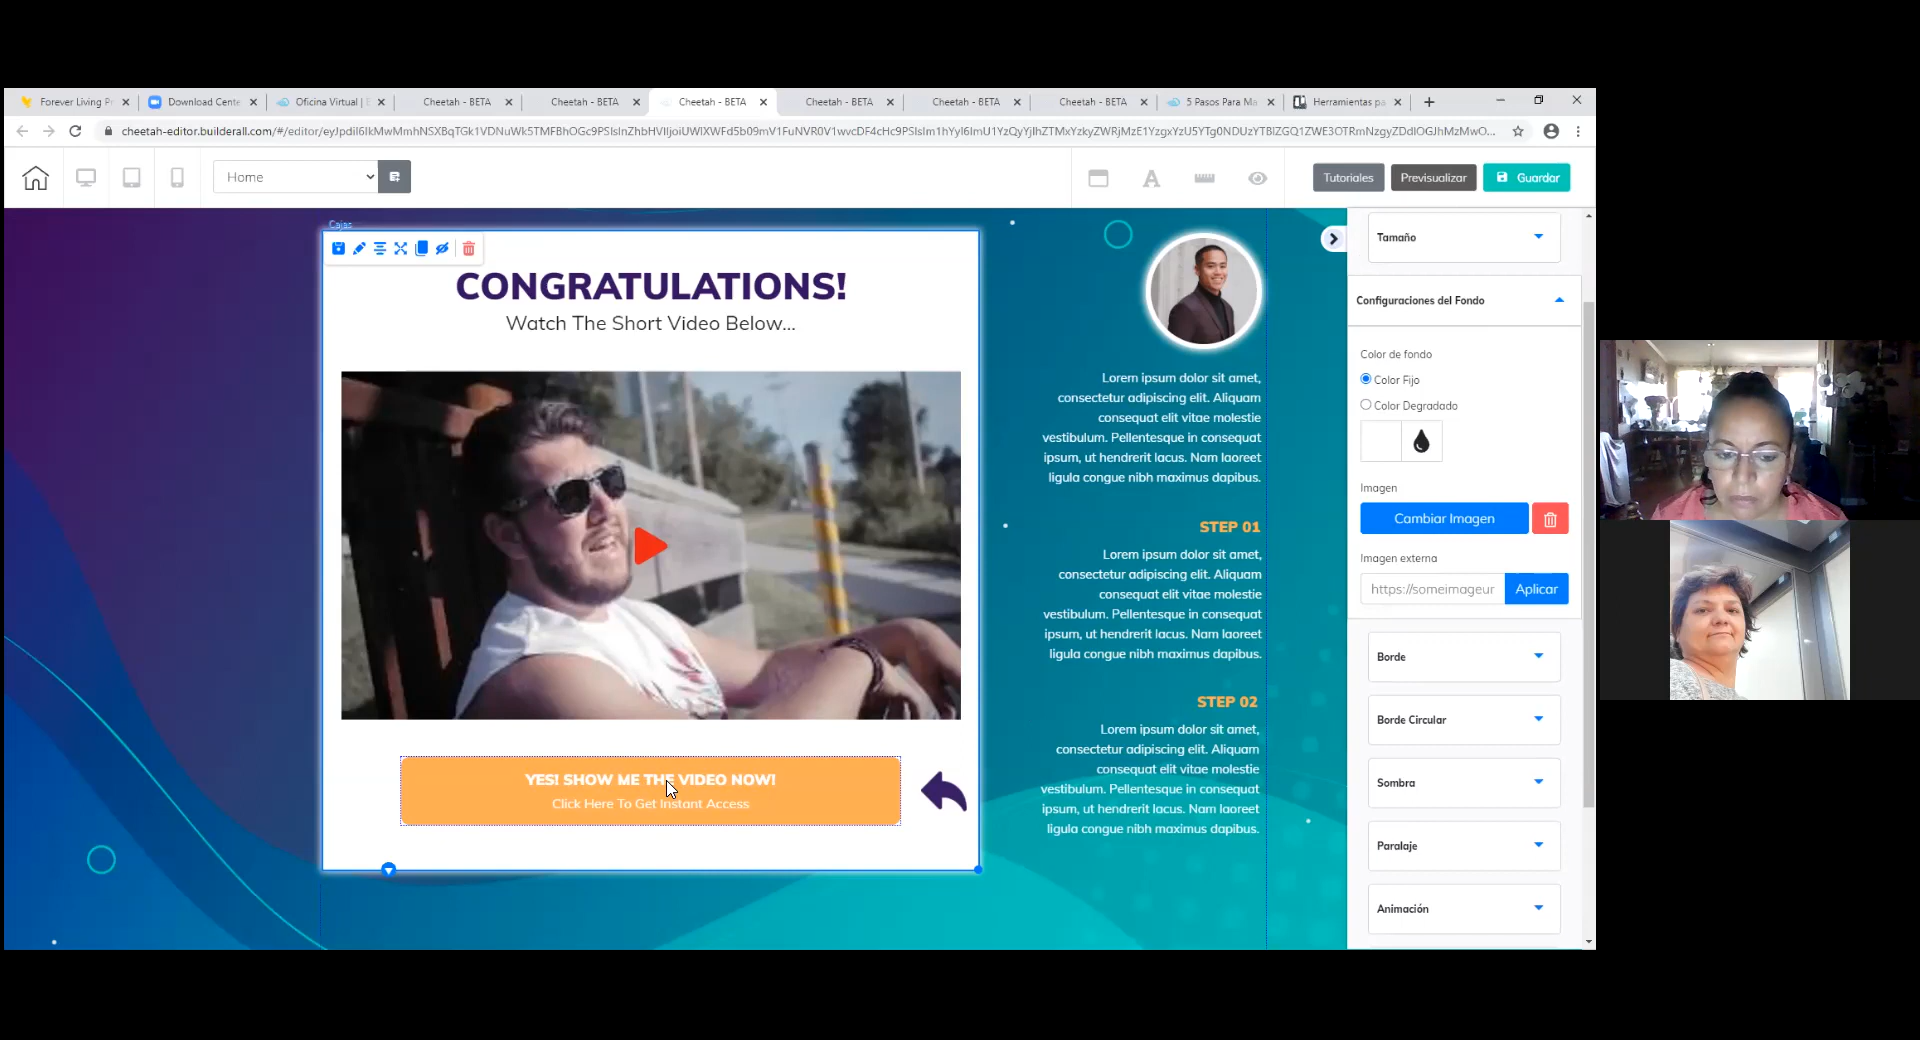 Forever Living Pr
Download Cente
Oficina Virtual |
Cheetah - BETA
Cheetah - BETA
Cheetah - BETA
Cheetah - BETA
Cheetah - BETA
Cheetah - BETA
5 Pasos Para Ma
Herramientas pa
Home
Tutoriales
Previsualizar
Guardar
Cajas
CONGRATULATIONS!
Watch The Short Video Below...
YES! SHOW ME THE VIDEO NOW!
Click Here To Get Instant Access
Lorem ipsum dolor sit amet,
consectetur adipiscing elit. Aliquam
consequat elit vitae molestie
vestibulum. Pellentesque in consequat
ipsum, ut hendrerit lacus. Nam laoreet
ligula congue nibh maximus dapibus.
STEP 01
Lorem ipsum dolor sit amet,
consectetur adipiscing elit. Aliquam
consequat elit vitae molestie
vestibulum. Pellentesque in consequat
ipsum, ut hendrerit lacus. Nam laoreet
ligula congue nibh maximus dapibus.
STEP 02
Lorem ipsum dolor sit amet,
consectetur adipiscing elit. Aliquam
consequat elit vitae molestie
vestibulum. Pellentesque in consequat
ipsum, ut hendrerit lacus. Nam laoreet
ligula congue nibh maximus dapibus.
Tamaño
Configuraciones del Fondo
Color de fondo
Color Fijo
Color Degradado
Imagen
Cambiar Imagen
Imagen externa
https://someimageur
Aplicar
Borde
Borde Circular
Sombra
Paralaje
Animación